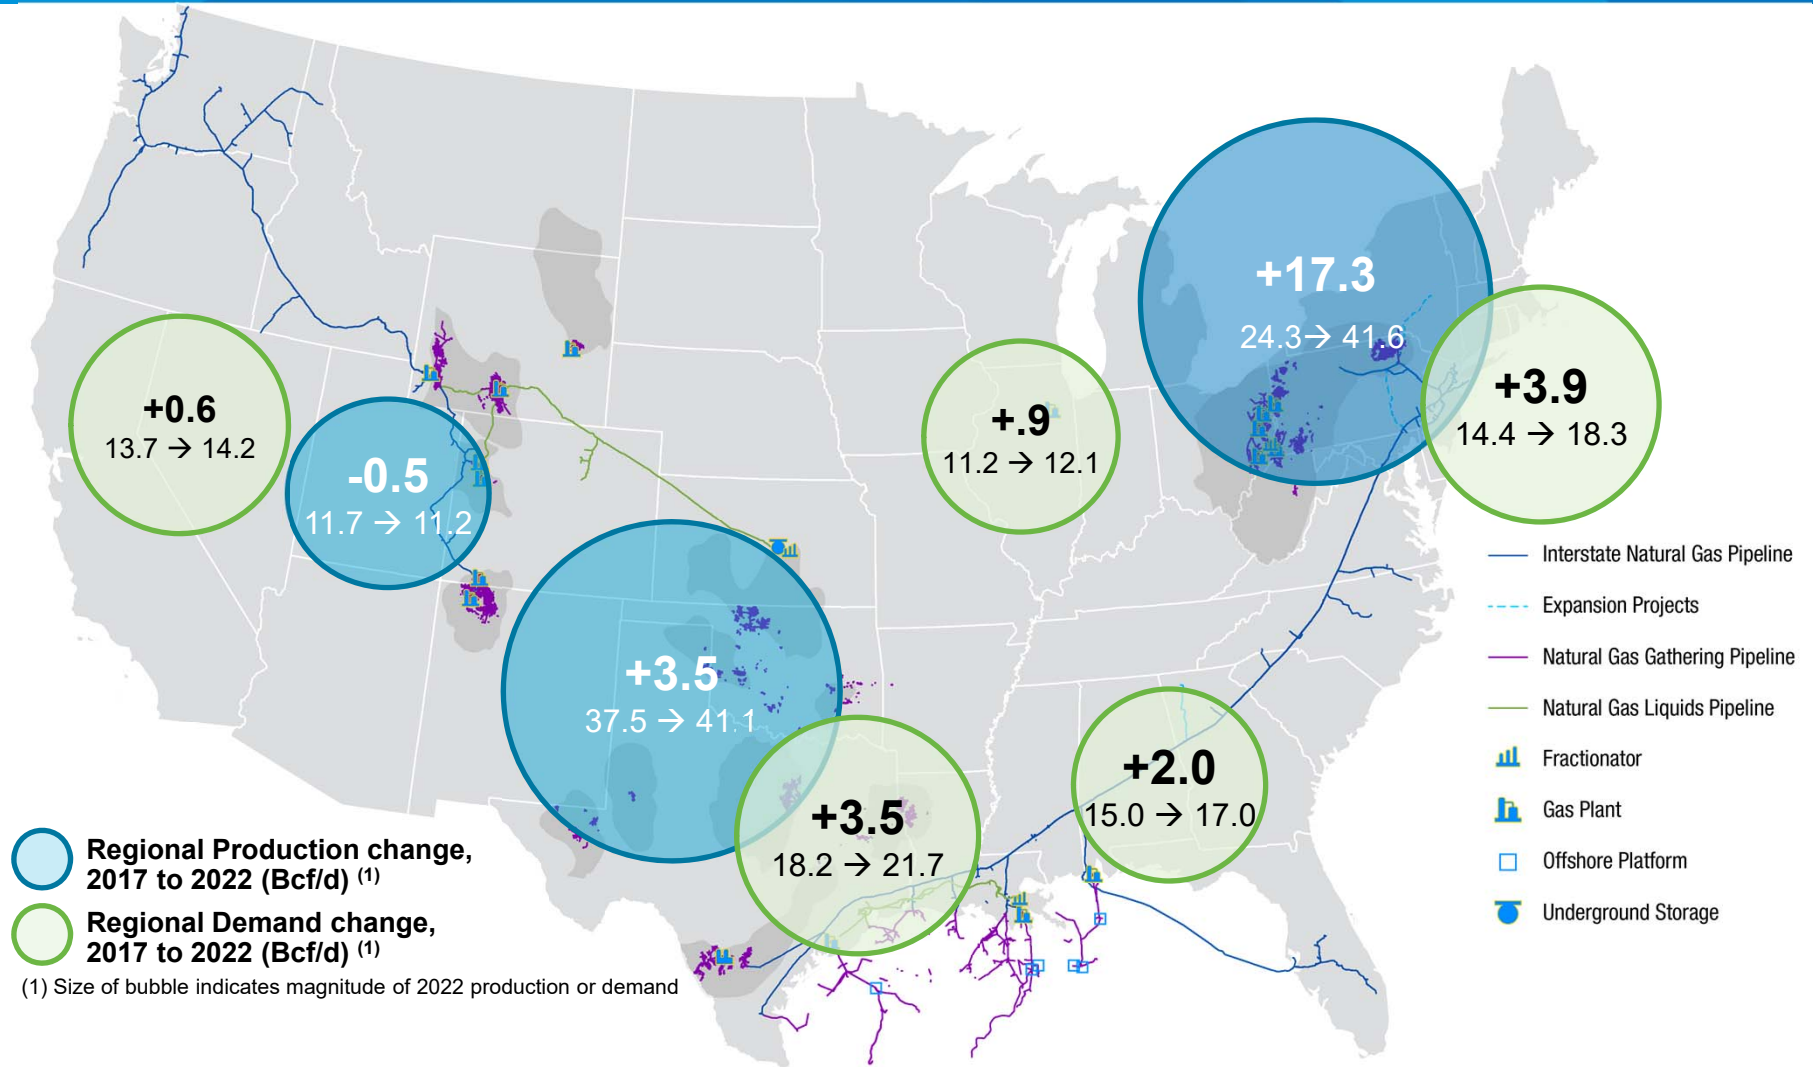 +17.3
24.3→ 41.6
+3.9
14.4 → 18.3
+0.6
13.7 → 14.2
+.9
11.2 → 12.1
-0.5
11.7 → 11.2
+3.5
37.5 → 41.1
+3.5
18.2 → 21.7
+2.0
15.0 → 17.0
Interstate Natural Gas Pipeline
Expansion Projects
Natural Gas Gathering Pipeline
Natural Gas Liquids Pipeline
Fractionator
Gas Plant
Offshore Platform
Underground Storage
Regional Production change,
2017 to 2022 (Bcf/d) (1)
Regional Demand change,
2017 to 2022 (Bcf/d) (1)
(1) Size of bubble indicates magnitude of 2022 production or demand